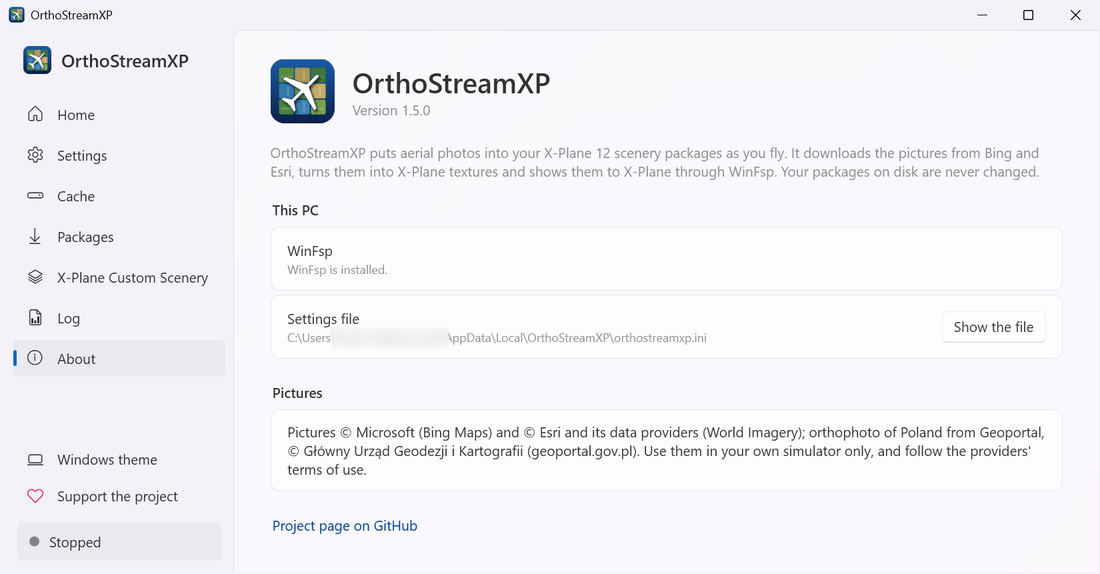 OrthoStreamXP
OrthoStreamXP
Home
Settings
Cache
Packages
X-Plane Custom Scenery
Log
About
Windows theme
Support the project
Stopped
OrthoStreamXP
Version 1.5.0
OrthoStreamXP puts aerial photos into your X-Plane 12 scenery packages as you fly. It downloads the pictures from Bing and
Esri, turns them into X-Plane textures and shows them to X-Plane through WinFsp. Your packages on disk are never changed.
This PC
WinFsp
WinFsp is installed.
Settings file
C:\Users AppData\Local\OrthoStreamXP\orthostreamxp.ini
Show the file
Pictures
Pictures © Microsoft (Bing Maps) and © Esri and its data providers (World Imagery); orthophoto of Poland from Geoportal,
© Główny Urząd Geodezji i Kartografii (geoportal.gov.pl). Use them in your own simulator only, and follow the providers'
terms of use.
Project page on GitHub